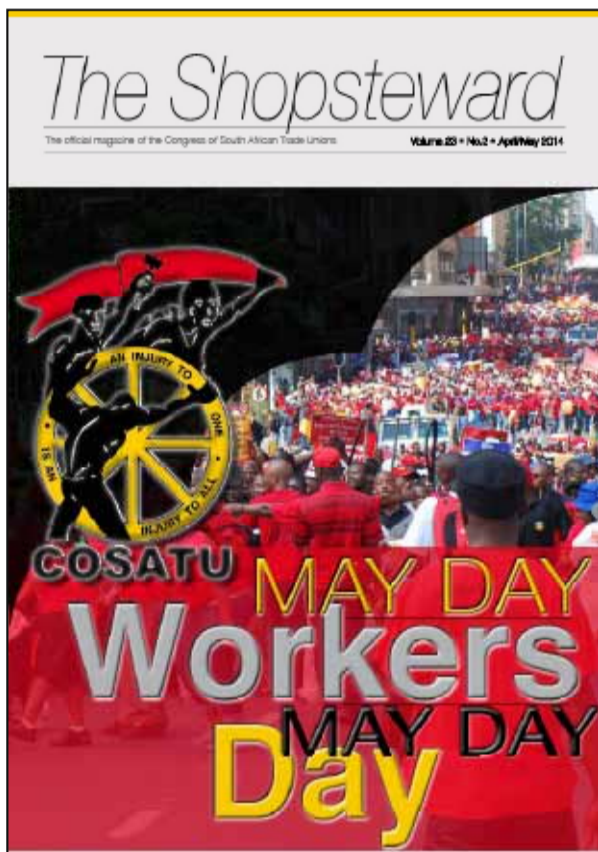 The Shopsteward
The official magazine of the Congress of South African Trade Unions
Volume.23 • No.2 • April/May 2014
AN INJURY TO ONE • IS AN INJURY TO ALL •
COSATU
MAY DAY
Workers
MAY DAY
Day